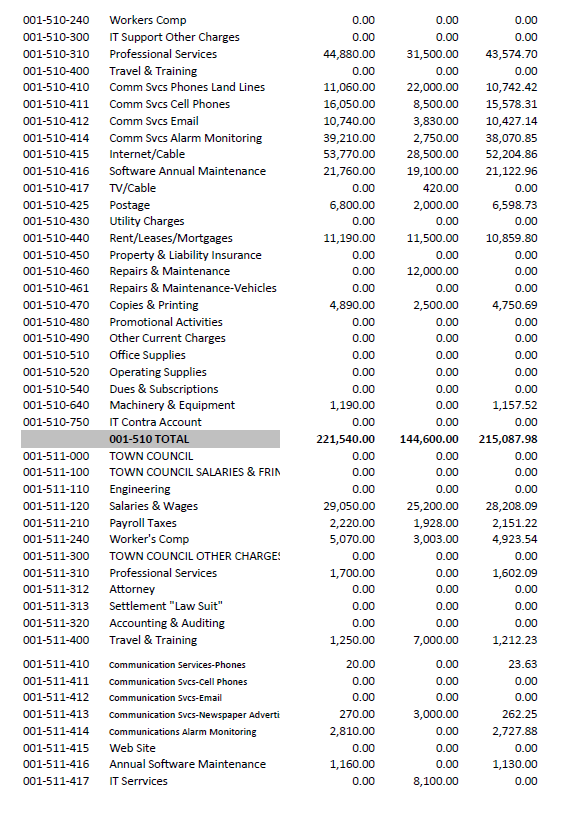 001-510-240 Workers Comp 0.00 0.00 0.00
001-510-300 IT Support Other Charges 0.00 0.00 0.00
001-510-310 Professional Services 44,880.00 31,500.00 43,574.70
001-510-400 Travel & Training 0.00 0.00 0.00
001-510-410 Comm Svcs Phones Land Lines 11,060.00 22,000.00 10,742.42
001-510-411 Comm Svcs Cell Phones 16,050.00 8,500.00 15,578.31
001-510-412 Comm Svcs Email 10,740.00 3,830.00 10,427.14
001-510-414 Comm Svcs Alarm Monitoring 39,210.00 2,750.00 38,070.85
001-510-415 Internet/Cable 53,770.00 28,500.00 52,204.86
001-510-416 Software Annual Maintenance 21,760.00 19,100.00 21,122.96
001-510-417 TV/Cable 0.00 420.00 0.00
001-510-425 Postage 6,800.00 2,000.00 6,598.73
001-510-430 Utility Charges 0.00 0.00 0.00
001-510-440 Rent/Leases/Mortgages 11,190.00 11,500.00 10,859.80
001-510-450 Property & Liability Insurance 0.00 0.00 0.00
001-510-460 Repairs & Maintenance 0.00 12,000.00 0.00
001-510-461 Repairs & Maintenance-Vehicles 0.00 0.00 0.00
001-510-470 Copies & Printing 4,890.00 2,500.00 4,750.69
001-510-480 Promotional Activities 0.00 0.00 0.00
001-510-490 Other Current Charges 0.00 0.00 0.00
001-510-510 Office Supplies 0.00 0.00 0.00
001-510-520 Operating Supplies 0.00 0.00 0.00
001-510-540 Dues & Subscriptions 0.00 0.00 0.00
001-510-640 Machinery & Equipment 1,190.00 0.00 1,157.52
001-510-750 IT Contra Account 0.00 0.00 0.00
001-510 TOTAL 221,540.00 144,600.00 215,087.98
001-511-000 TOWN COUNCIL 0.00 0.00 0.00
001-511-100 TOWN COUNCIL SALARIES & FRIN 0.00 0.00 0.00
001-511-110 Engineering 0.00 0.00 0.00
001-511-120 Salaries & Wages 29,050.00 25,200.00 28,208.09
001-511-210 Payroll Taxes 2,220.00 1,928.00 2,151.22
001-511-240 Worker's Comp 5,070.00 3,003.00 4,923.54
001-511-300 TOWN COUNCIL OTHER CHARGES 0.00 0.00 0.00
001-511-310 Professional Services 1,700.00 0.00 1,602.09
001-511-312 Attorney 0.00 0.00 0.00
001-511-313 Settlement "Law Suit" 0.00 0.00 0.00
001-511-320 Accounting & Auditing 0.00 0.00 0.00
001-511-400 Travel & Training 1,250.00 7,000.00 1,212.23
001-511-410 Communication Services-Phones 20.00 0.00 23.63
001-511-411 Communication Svcs-Cell Phones 0.00 0.00 0.00
001-511-412 Communication Svcs-Email 0.00 0.00 0.00
001-511-413 Communication Svcs-Newspaper Adverti 270.00 3,000.00 262.25
001-511-414 Communications Alarm Monitoring 2,810.00 0.00 2,727.88
001-511-415 Web Site 0.00 0.00 0.00
001-511-416 Annual Software Maintenance 1,160.00 0.00 1,130.00
001-511-417 IT Serrvices 0.00 8,100.00 0.00